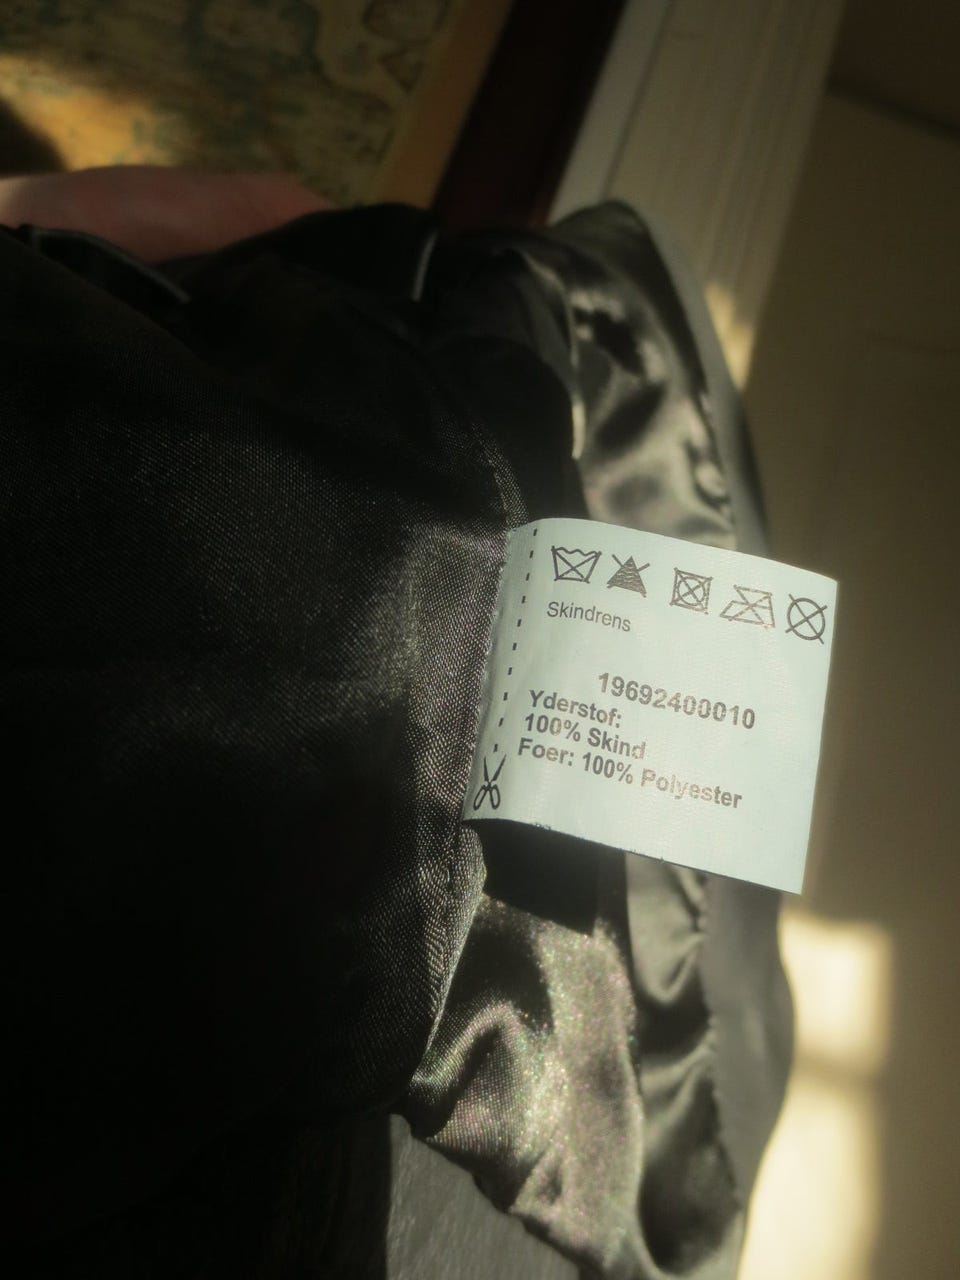 Skindrens
19692400010
Yderstof:
100% Skind
Foer: 100% Polyester